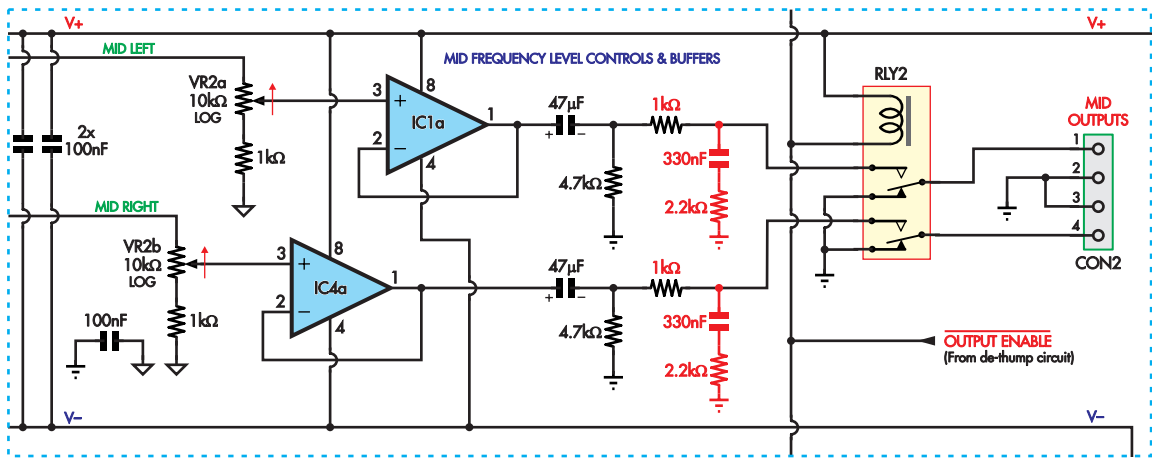 V+
V+
MID LEFT
MID FREQUENCY LEVEL CONTROLS & BUFFERS
VR2a
10kΩ
LOG
1kΩ
3
2
8
1
4
+
−
IC1a
47µF
+ −
1kΩ
4.7kΩ
330nF
2.2kΩ
RLY2
MID
OUTPUTS
1
2
3
4
CON2
2x
100nF
MID RIGHT
VR2b
10kΩ
LOG
1kΩ
100nF
3
2
8
1
4
+
−
IC4a
47µF
+ −
1kΩ
4.7kΩ
330nF
2.2kΩ
OUTPUT ENABLE
(From de-thump circuit)
V−
V−